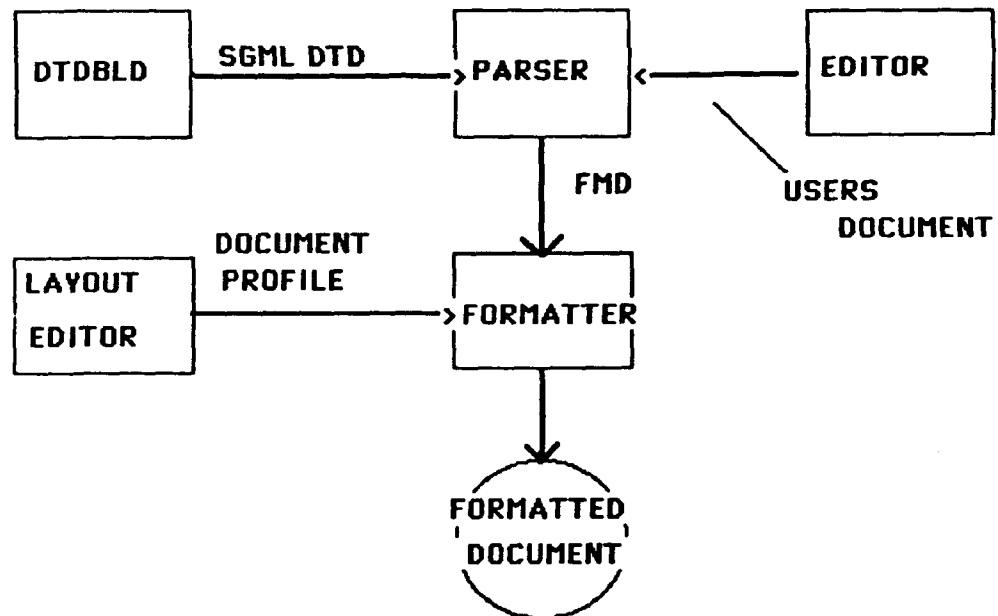 DTDBLD
SGML DTD
PARSER
EDITOR
FMD
USERS
DOCUMENT
DOCUMENT
PROFILE
LAYOUT
EDITOR
FORMATTER
FORMATTED
DOCUMENT